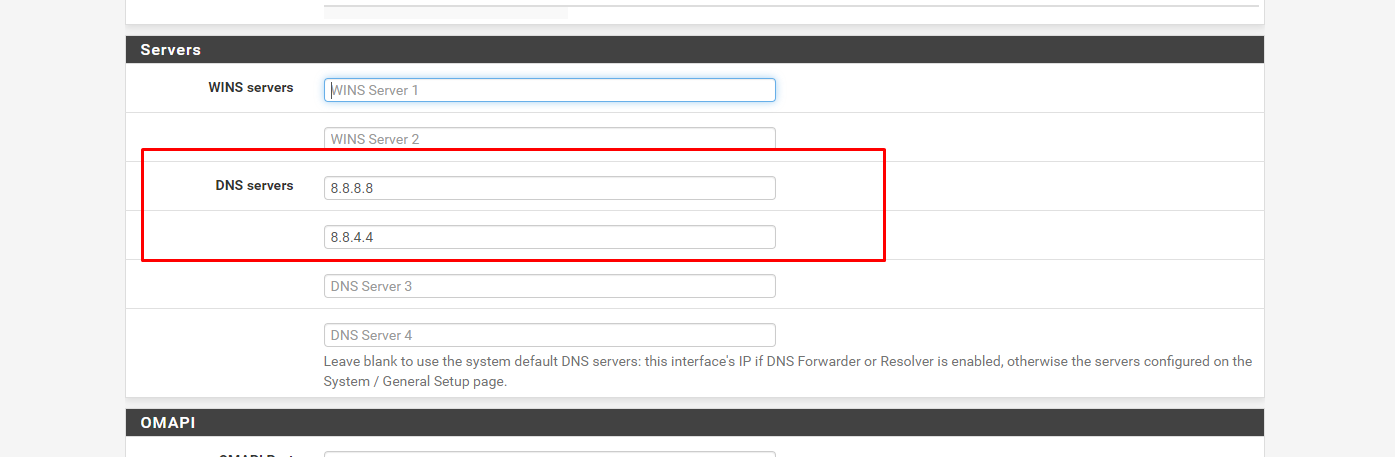 Servers
WINS servers
WINS Server 1
WINS Server 2
DNS servers
8.8.8.8
8.8.4.4
DNS Server 3
DNS Server 4
Leave blank to use the system default DNS servers: this interface's IP if DNS Forwarder or Resolver is enabled, otherwise the servers configured on the
System / General Setup page.
OMAPI